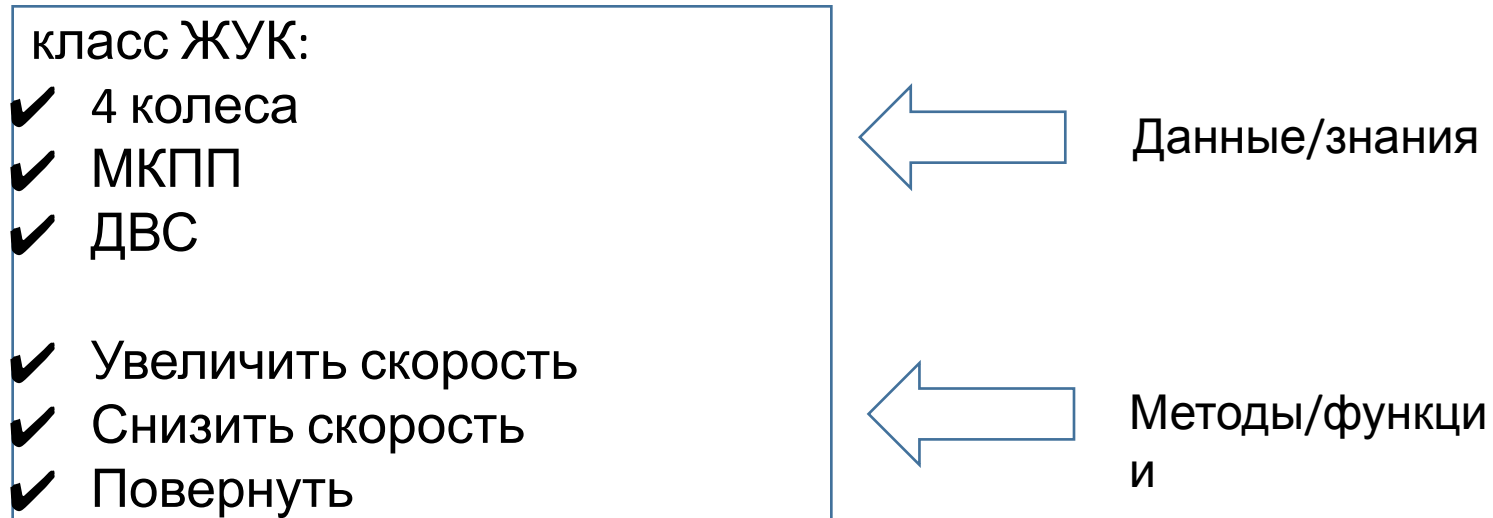 класс ЖУК:
✔ 4 колеса
✔ МКПП
✔ ДВС
Данные/знания
✔ Увеличить скорость
✔ Снизить скорость
✔ Повернуть
Методы/функци
и